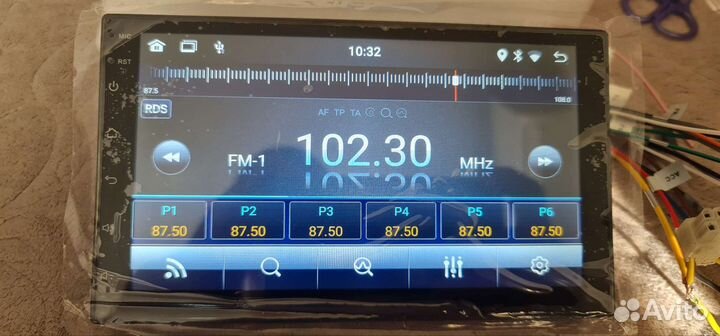 MIC
10:32
RST
87.5
108.0
RDS
AF TP TA
FM-1
102.30
MHz
ACC
P1 P2 P3 P4 P5 P6
87.50 87.50 87.50 87.50 87.50 87.50
Avito